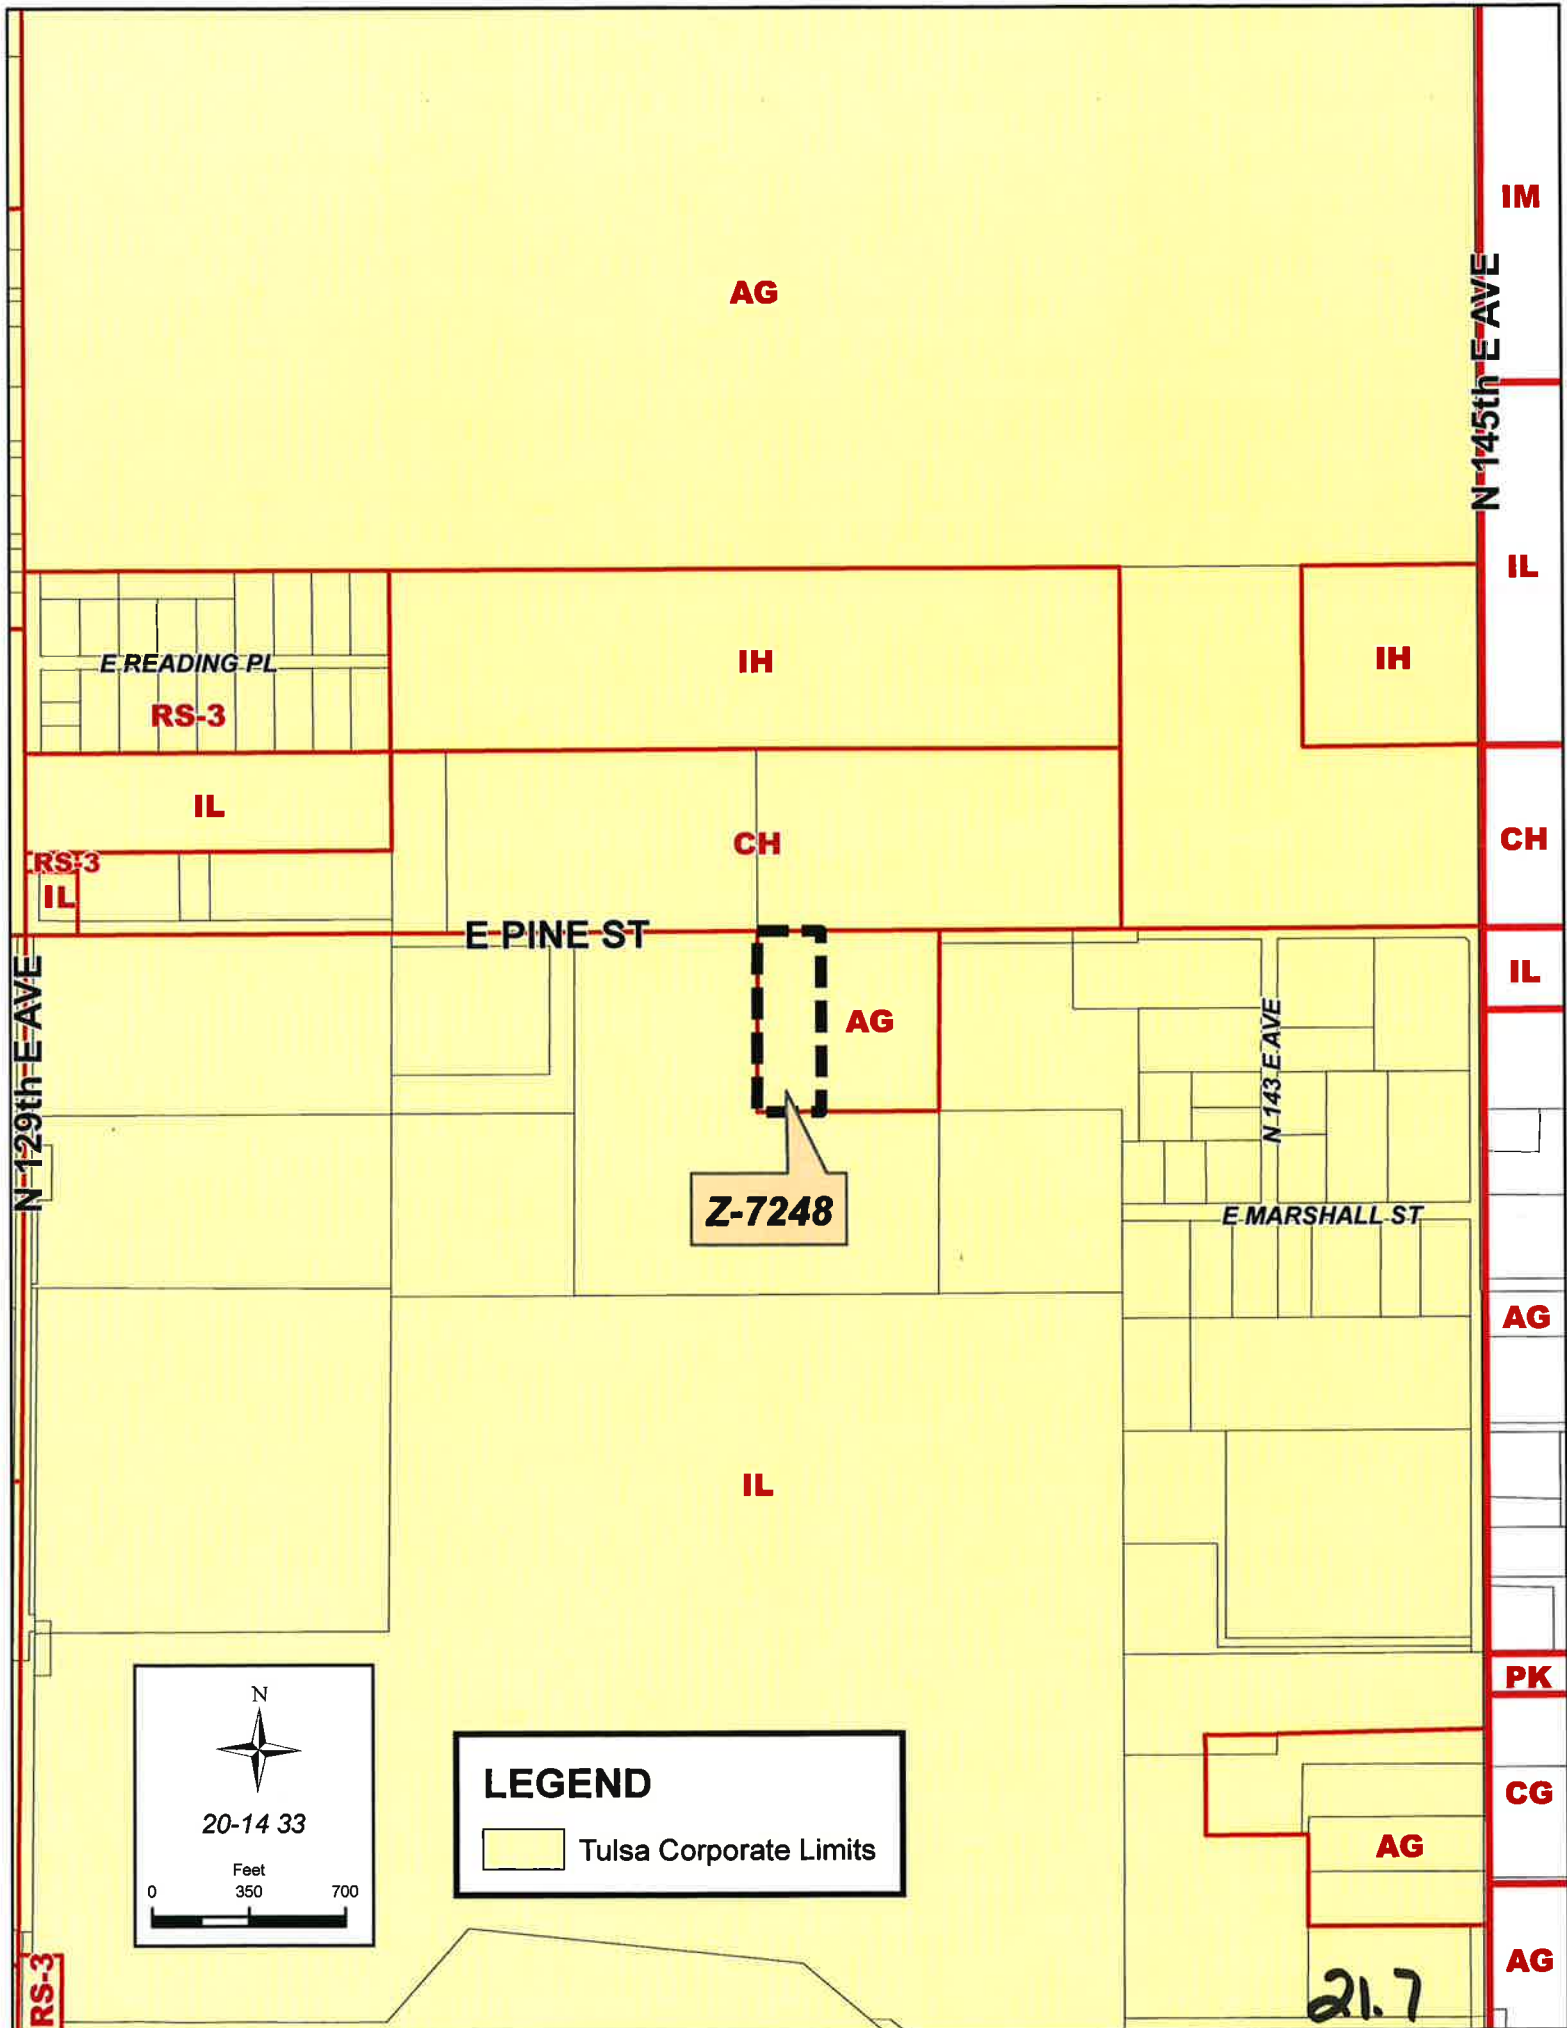 IM
AG
N 145th E AVE
IL
E READING PL
RS-3
IH
IH
IL
CH
CH
RS-3
IL
E PINE ST
IL
N 129th E AVE
AG
N 143 E AVE
Z-7248
E MARSHALL ST
AG
IL
PK
N
20-14 33
Feet
0 350 700
LEGEND
Tulsa Corporate Limits
CG
AG
AG
RS-3
21.7